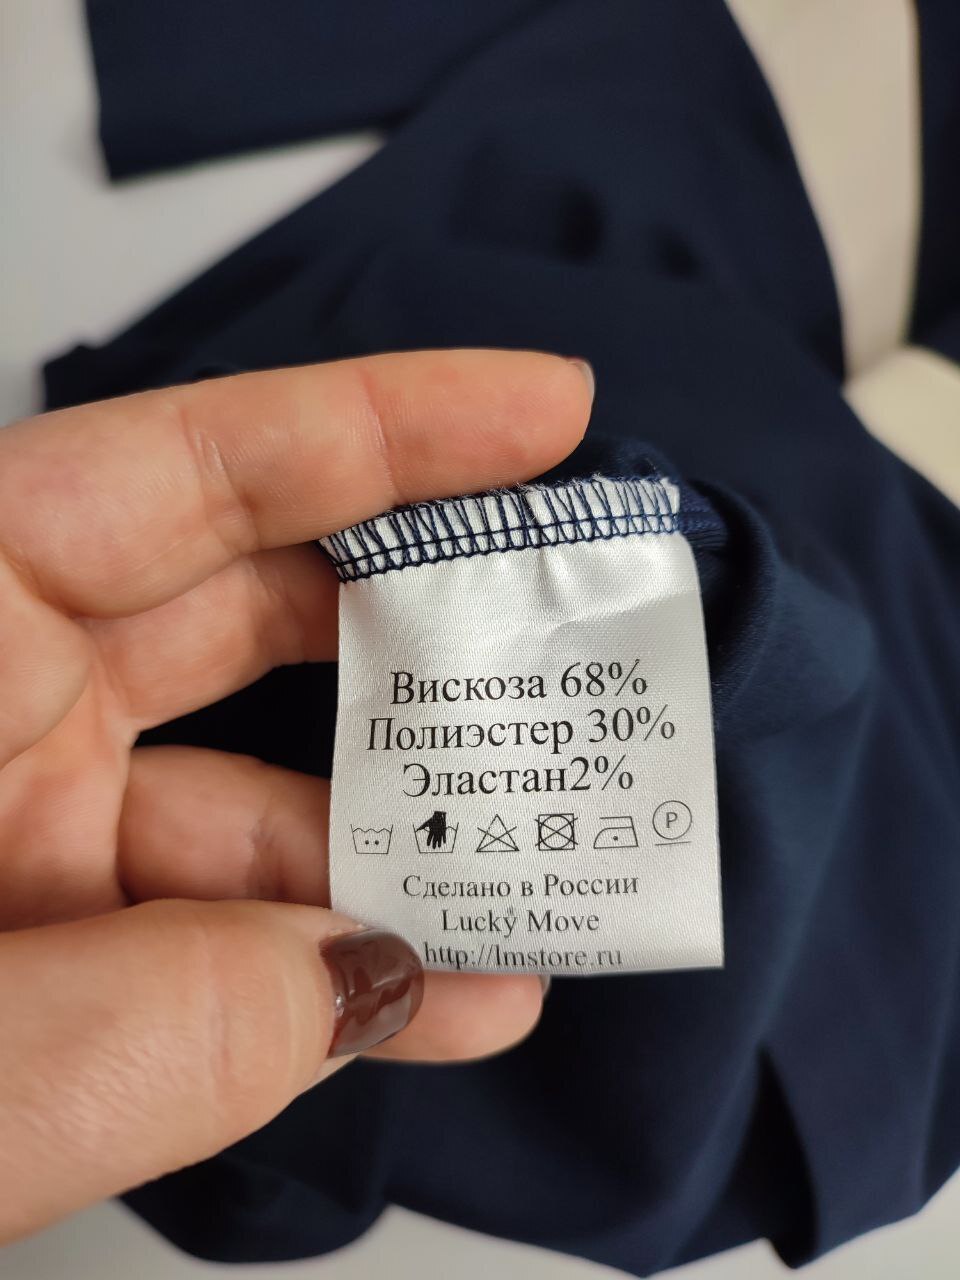 Вискоза 68%
Полиэстер 30%
Эластан2%
P
Сделано в России
Lucky Move
http://lmstore.ru